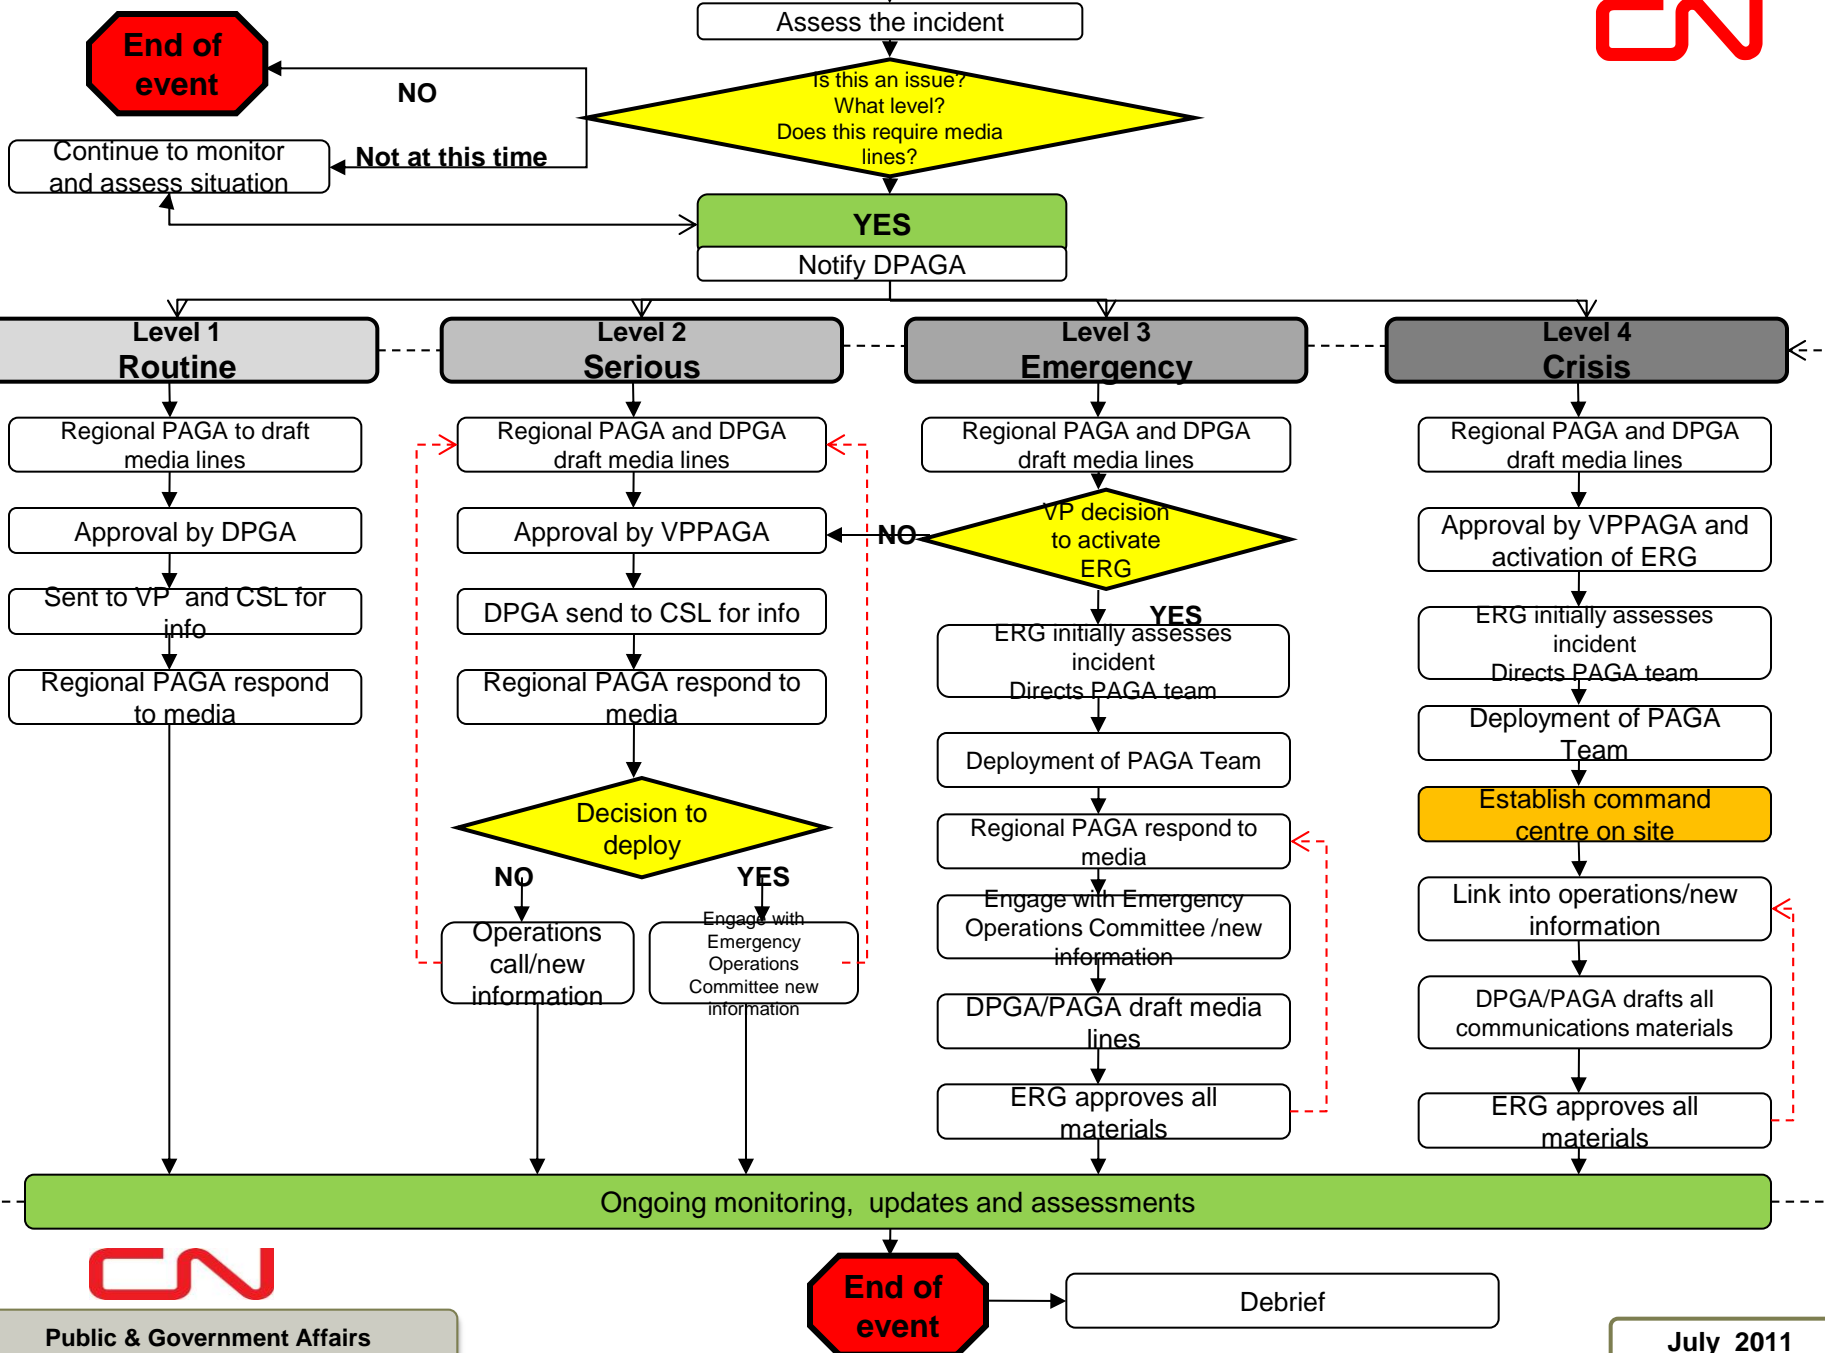 Assess the incident
CN
End of
event
Is this an issue?
What level?
Does this require media
lines?
NO
Continue to monitor
and assess situation
Not at this time
YES
Notify DPAGA
Level 1
Routine
Level 2
Serious
Level 3
Emergency
Level 4
Crisis
Regional PAGA to draft
media lines
Approval by DPGA
Sent to VP  and CSL for
info
Regional PAGA respond
to media
Regional PAGA and DPGA
draft media lines
Approval by VPPAGA
DPGA send to CSL for info
Regional PAGA respond to
media
Decision to
deploy
NO
YES
Operations
call/new
information
Engage with
Emergency
Operations
Committee new
information
Regional PAGA and DPGA
draft media lines
VP decision
to activate
ERG
NO
YES
ERG initially assesses
incident
Directs PAGA team
Deployment of PAGA Team
Regional PAGA respond to
media
Engage with Emergency
Operations Committee /new
information
DPGA/PAGA draft media
lines
ERG approves all
materials
Regional PAGA and DPGA
draft media lines
Approval by VPPAGA and
activation of ERG
ERG initially assesses
incident
Directs PAGA team
Deployment of PAGA
Team
Establish command
centre on site
Link into operations/new
information
DPGA/PAGA drafts all
communications materials
ERG approves all
materials
Ongoing monitoring,  updates and assessments
CN
End of
event
Debrief
Public & Government Affairs
July  2011